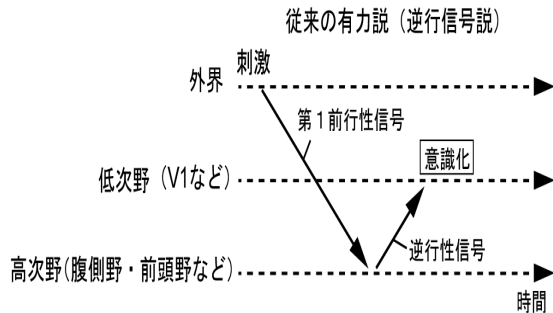 従来の有力説（逆行信号説）
刺激
外界
第１前行性信号
意識化
低次野（V1など）
逆行性信号
高次野(腹側野・前頭野など)
時間